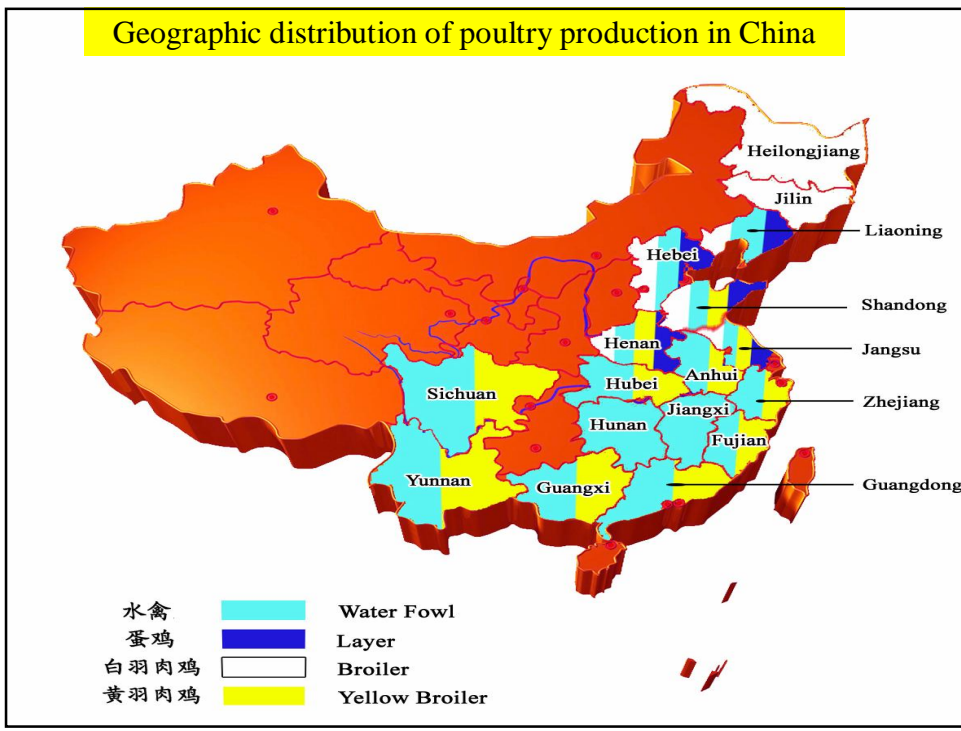 Geographic distribution of poultry production in China
Heilongjiang
Jilin
Liaoning
Hebei
Shandong
Henan
Jangsu
Anhui
Hubei
Sichuan
Zhejiang
Jiangxi
Hunan
Fujian
Yunnan
Guangxi
Guangdong
水禽 Water Fowl
蛋鸡 Layer
白羽肉鸡 Broiler
黄羽肉鸡 Yellow Broiler